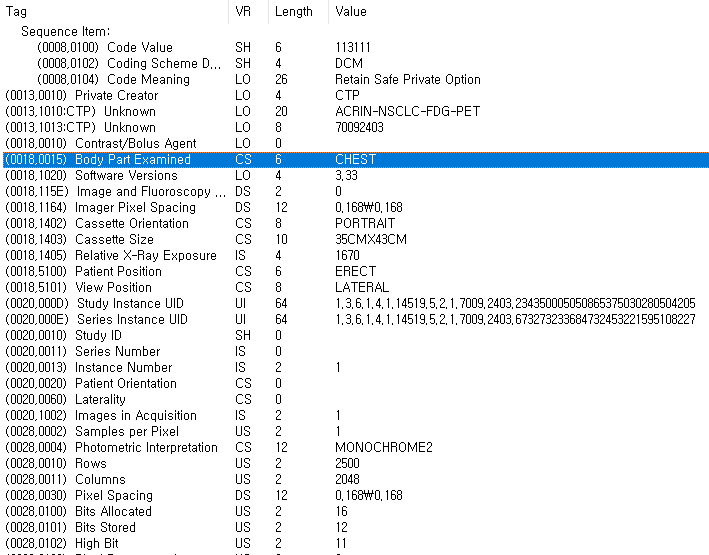 Tag VR Length Value
Sequence Item:
(0008,0100) Code Value SH 6 113111
(0008,0102) Coding Scheme D... SH 4 DCM
(0008,0104) Code Meaning LO 26 Retain Safe Private Option
(0013,0010) Private Creator LO 4 CTP
(0013,1010:CTP) Unknown LO 20 ACRIN-NSCLC-FDG-PET
(0013,1013:CTP) Unknown LO 8 70092403
(0018,0010) Contrast/Bolus Agent LO 0
(0018,0015) Body Part Examined CS 6 CHEST
(0018,1020) Software Versions LO 4 3.33
(0018,115E) Image and Fluoroscopy ... DS 2 0
(0018,1164) Imager Pixel Spacing DS 12 0.168₩0.168
(0018,1402) Cassette Orientation CS 8 PORTRAIT
(0018,1403) Cassette Size CS 10 35CMX43CM
(0018,1405) Relative X-Ray Exposure IS 4 1670
(0018,5100) Patient Position CS 6 ERECT
(0018,5101) View Position CS 8 LATERAL
(0020,000D) Study Instance UID UI 64 1.3.6.1.4.1.14519.5.2.1.7009.2403.234350005050865375030280504205
(0020,000E) Series Instance UID UI 64 1.3.6.1.4.1.14519.5.2.1.7009.2403.673273233684732453221595108227
(0020,0010) Study ID SH 0
(0020,0011) Series Number IS 0
(0020,0013) Instance Number IS 2 1
(0020,0020) Patient Orientation CS 0
(0020,0060) Laterality CS 0
(0020,1002) Images in Acquisition IS 2 1
(0028,0002) Samples per Pixel US 2 1
(0028,0004) Photometric Interpretation CS 12 MONOCHROME2
(0028,0010) Rows US 2 2500
(0028,0011) Columns US 2 2048
(0028,0030) Pixel Spacing DS 12 0.168₩0.168
(0028,0100) Bits Allocated US 2 16
(0028,0101) Bits Stored US 2 12
(0028,0102) High Bit US 2 11